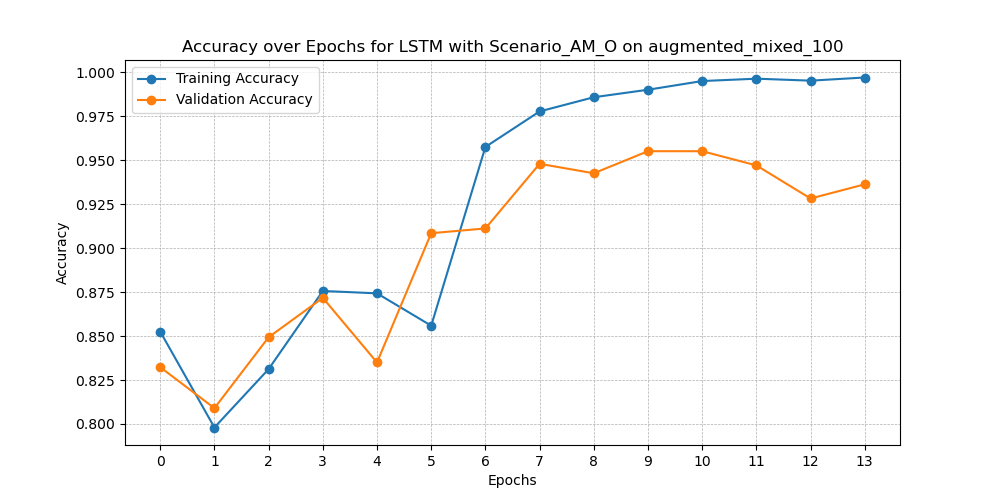 Accuracy over Epochs for LSTM with Scenario_AM_O on augmented_mixed_100
Training Accuracy
Validation Accuracy
1.000
0.975
0.950
0.925
0.900
0.875
0.850
0.825
0.800
Accuracy
0 1 2 3 4 5 6 7 8 9 10 11 12 13
Epochs